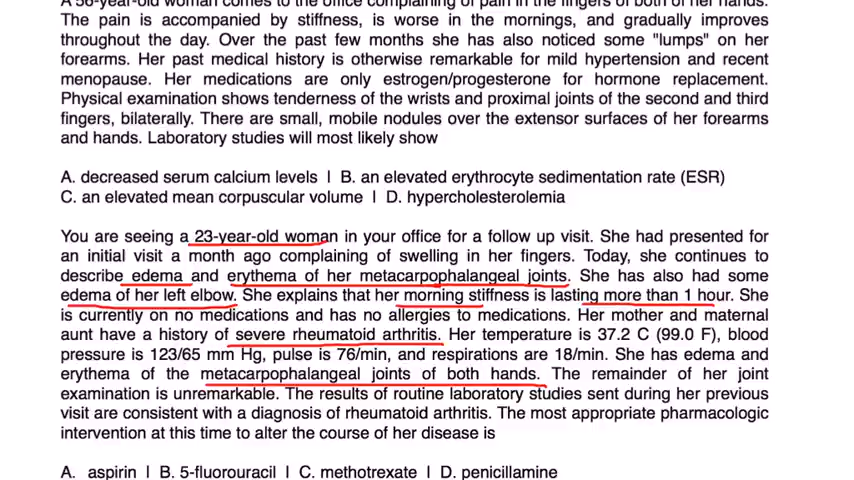 A 56-year-old woman comes to the office complaining of pain in the fingers of both of her hands.
The pain is accompanied by stiffness, is worse in the mornings, and gradually improves
throughout the day. Over the past few months she has also noticed some "lumps" on her
forearms. Her past medical history is otherwise remarkable for mild hypertension and recent
menopause. Her medications are only estrogen/progesterone for hormone replacement.
Physical examination shows tenderness of the wrists and proximal joints of the second and third
fingers, bilaterally. There are small, mobile nodules over the extensor surfaces of her forearms
and hands. Laboratory studies will most likely show
A. decreased serum calcium levels I B. an elevated erythrocyte sedimentation rate (ESR)
C. an elevated mean corpuscular volume I D. hypercholesterolemia
You are seeing a 23-year-old woman in your office for a follow up visit. She had presented for
an initial visit a month ago complaining of swelling in her fingers. Today, she continues to
describe edema and erythema of her metacarpophalangeal joints. She has also had some
edema of her left elbow. She explains that her morning stiffness is lasting more than 1 hour. She
is currently on no medications and has no allergies to medications. Her mother and maternal
aunt have a history of severe rheumatoid arthritis. Her temperature is 37.2 C (99.0 F), blood
pressure is 123/65 mm Hg, pulse is 76/min, and respirations are 18/min. She has edema and
erythema of the metacarpophalangeal joints of both hands. The remainder of her joint
examination is unremarkable. The results of routine laboratory studies sent during her previous
visit are consistent with a diagnosis of rheumatoid arthritis. The most appropriate pharmacologic
intervention at this time to alter the course of her disease is
A. aspirin I B. 5-fluorouracil I C. methotrexate I D. penicillamine